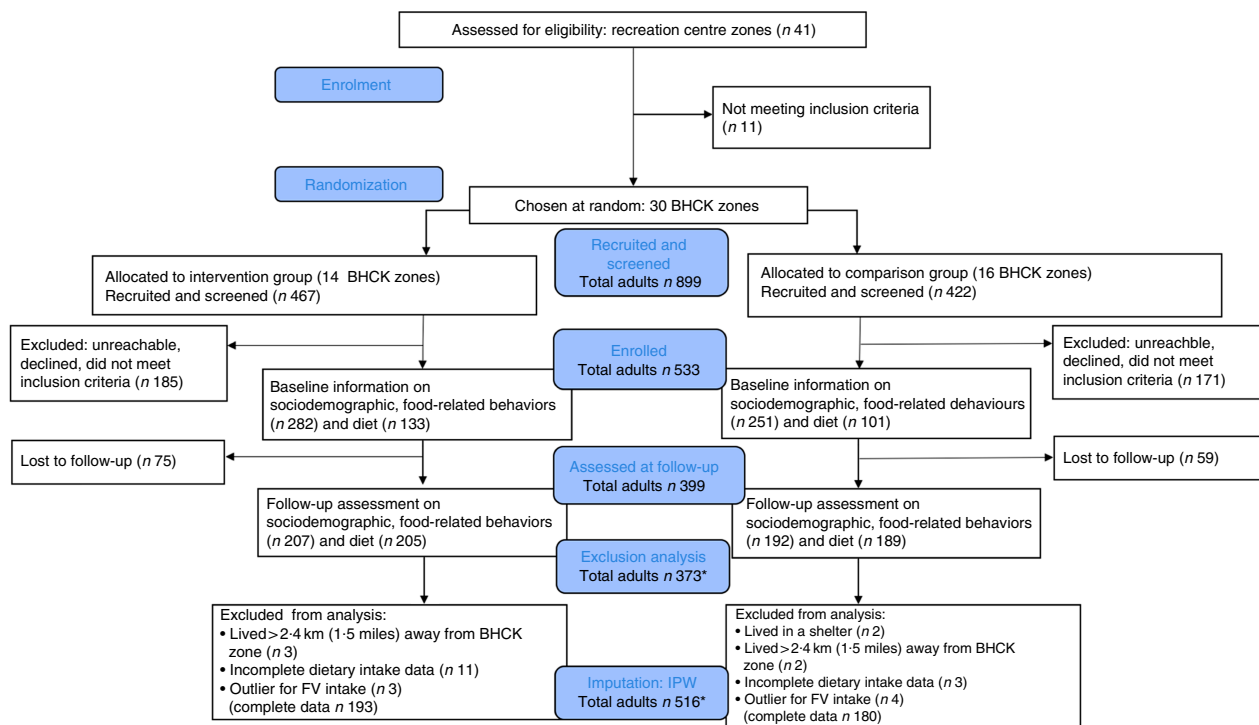 Assessed for eligibility: recreation centre zones (n 41)
Enrolment
Not meeting inclusion criteria
(n 11)
Randomization
Chosen at random: 30 BHCK zones
Recruited and
screened
Total adults n 899
Allocated to intervention group (14 BHCK zones)
Recruited and screened (n 467)
Allocated to comparison group (16 BHCK zones)
Recruited and screened (n 422)
Excluded: unreachable,
declined, did not meet
inclusion criteria (n 185)
Excluded: unreachble,
declined, did not meet
inclusion criteria (n 171)
Enrolled
Total adults n 533
Baseline information on
sociodemographic, food-related behaviors
(n 282) and diet (n 133)
Baseline information on
sociodemographic, food-related dehaviours
(n 251) and diet (n 101)
Lost to follow-up (n 75)
Lost to follow-up (n 59)
Assessed at follow-up
Total adults n 399
Follow-up assessment on
sociodemographic, food-related behaviors
(n 207) and diet (n 205)
Follow-up assessment on
sociodemographic, food-related behaviors
(n 192) and diet (n 189)
Exclusion analysis
Total adults n 373*
Excluded from analysis:
• Lived>2·4 km (1·5 miles) away from BHCK
zone (n 3)
• Incomplete dietary intake data (n 11)
• Outlier for FV intake (n 3)
(complete data n 193)
Excluded from analysis:
• Lived in a shelter (n 2)
• Lived>2·4 km (1·5 miles) away from BHCK
zone (n 2)
• Incomplete dietary intake data (n 3)
• Outlier for FV intake (n 4)
(complete data n 180)
Imputation: IPW
Total adults n 516*